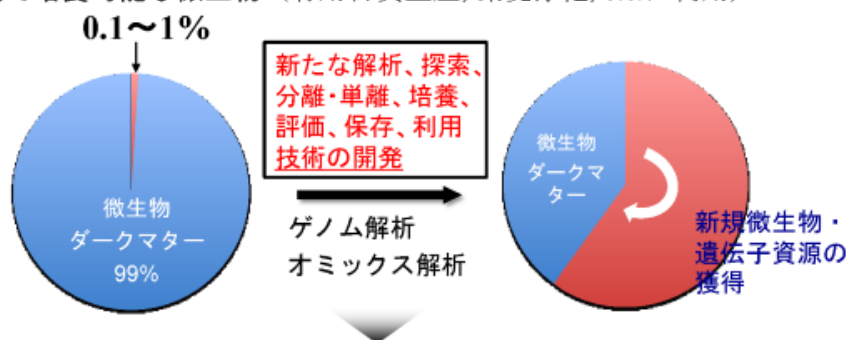 0.1〜1%
新たな解析、探索、
分離・単離、培養、
評価、保存、利用
技術の開発
微生物
ダークマター
99%
ゲノム解析
オミックス解析
微生物
ダークマ
ター
新規微生物・
遺伝子資源の
獲得